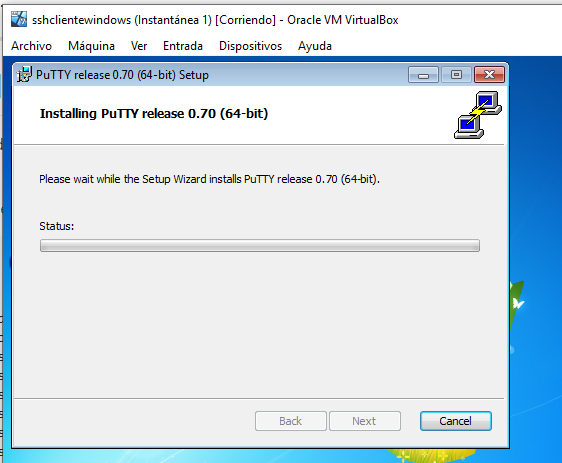 sshclientewindows (Instantánea 1) [Corriendo] - Oracle VM VirtualBox
Archivo Máquina Ver Entrada Dispositivos Ayuda
PuTTY release 0.70 (64-bit) Setup
Installing PuTTY release 0.70 (64-bit)
Please wait while the Setup Wizard installs PuTTY release 0.70 (64-bit).
Status:
Back Next Cancel